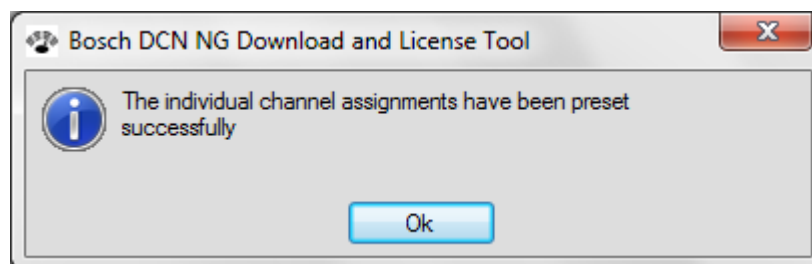 Bosch DCN NG Download and License Tool
The individual channel assignments have been preset
successfully
Ok